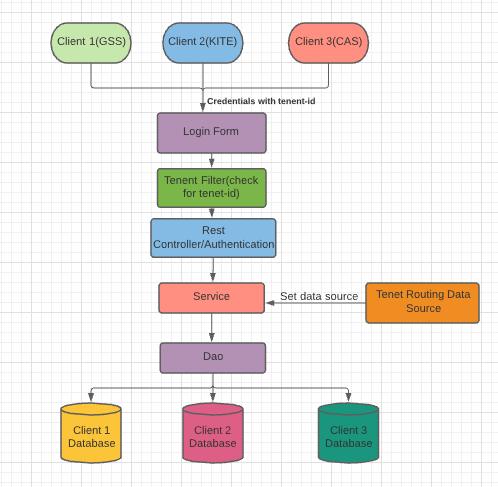 Client 1(GSS)
Client 2(KITE)
Client 3(CAS)
Credentials with tenent-id
Login Form
Tenent Filter(check
for tenet-id)
Rest
Controller/Authentication
Service
Set data source
Tenet Routing Data
Source
Dao
Client 1
Database
Client 2
Database
Client 3
Database